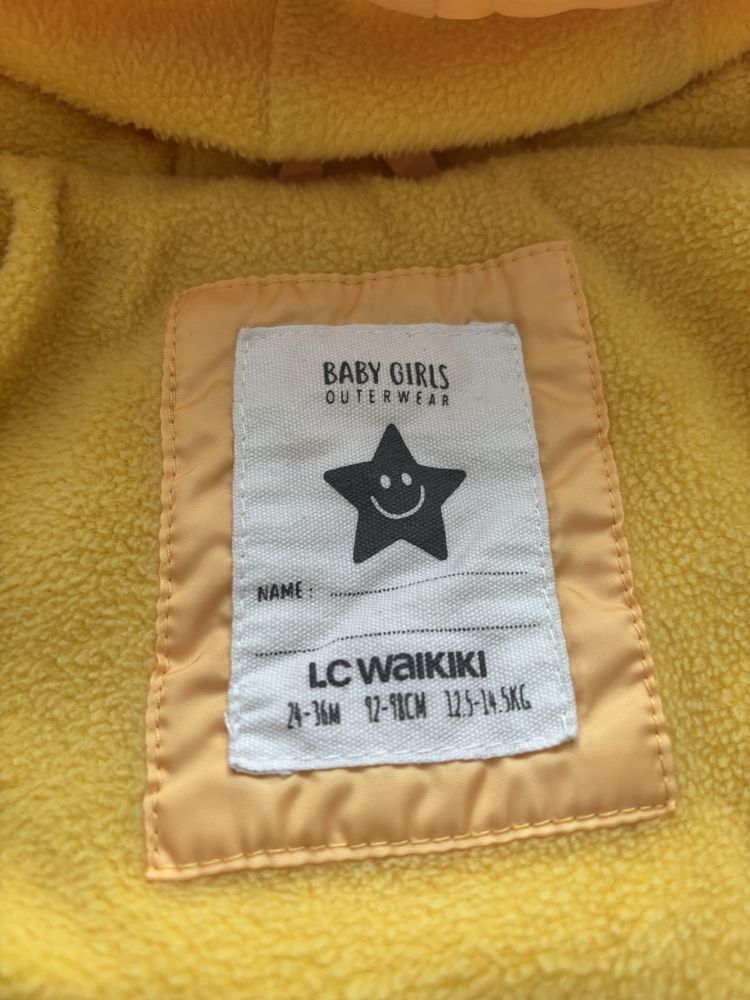 BABY GIRLS
OUTERWEAR
NAME :
LC WAIKIKI
24-36M 92-98CM 12.5-14.5KG